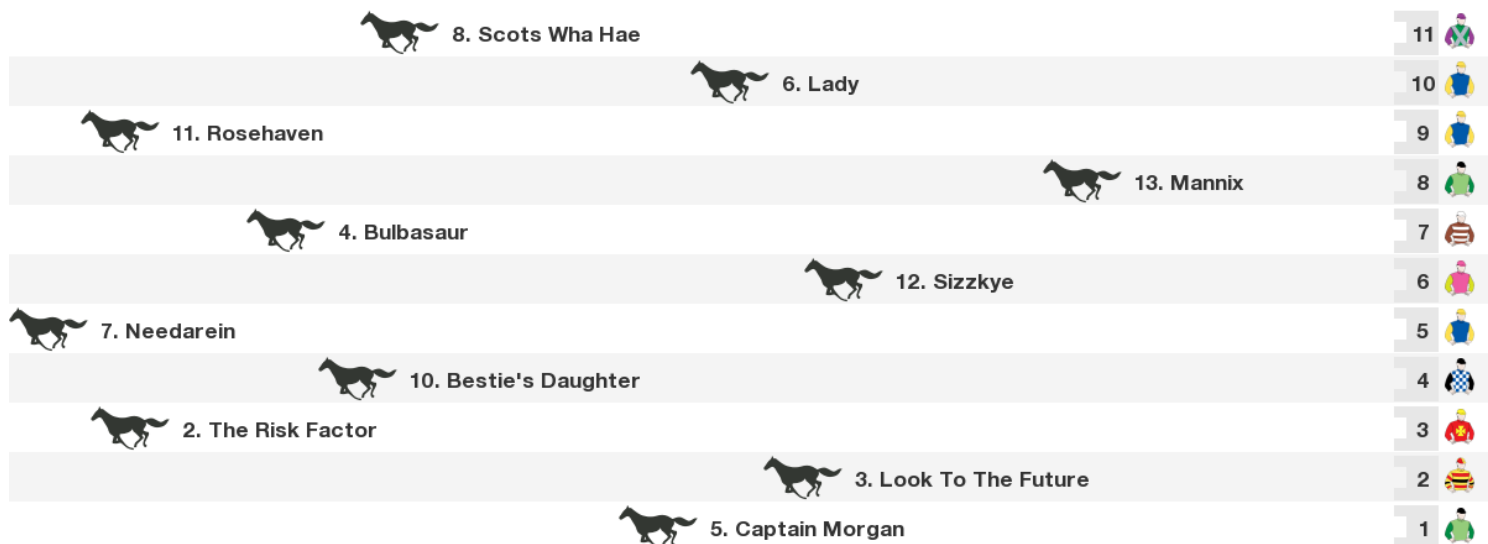 8. Scots Wha Hae 11
6. Lady 10
11. Rosehaven 9
13. Mannix 8
4. Bulbasaur 7
12. Sizzkye 6
7. Needarein 5
10. Bestie's Daughter 4
2. The Risk Factor 3
3. Look To The Future 2
5. Captain Morgan 1